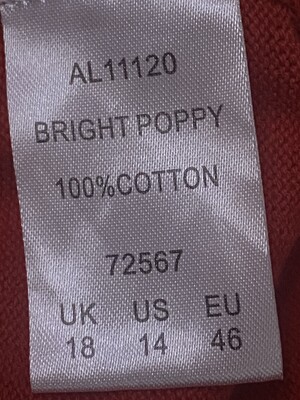 AL11120
BRIGHT POPPY
100%COTTON
72567
UK US EU
18 14 46